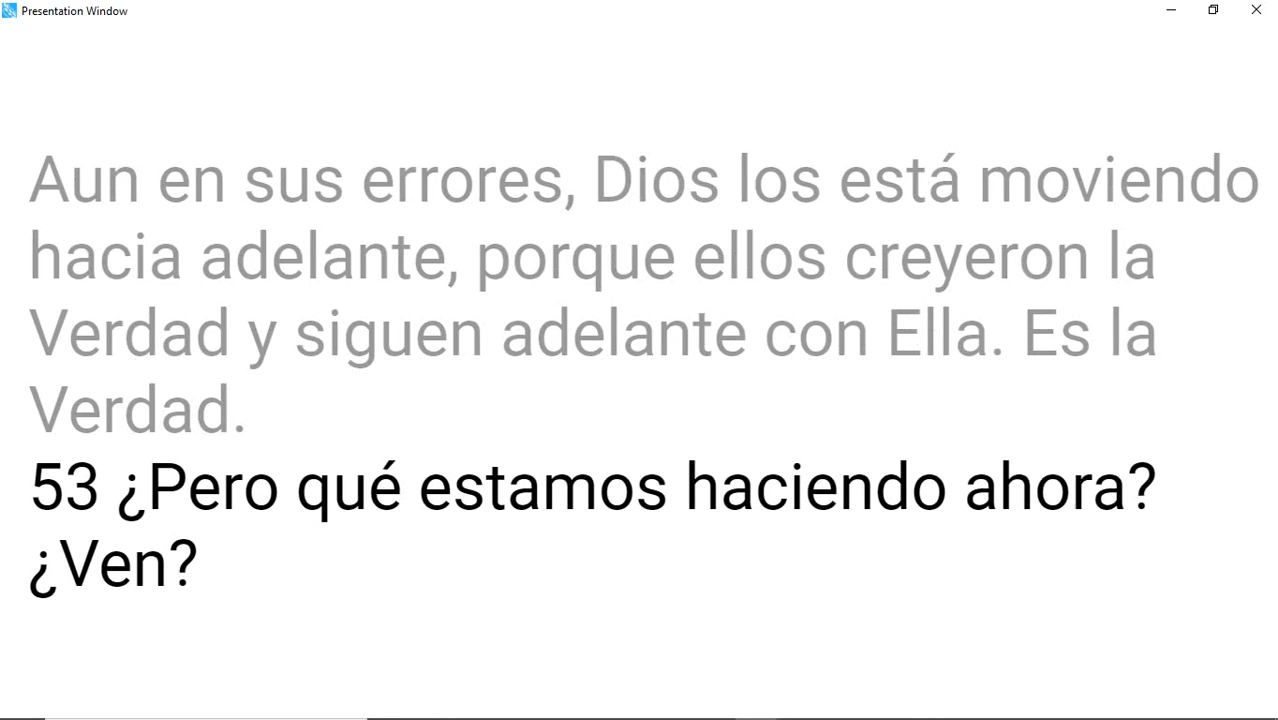 Presentation Window
Aun en sus errores, Dios los está moviendo
hacia adelante, porque ellos creyeron la
Verdad y siguen adelante con Ella. Es la
Verdad.
53 ¿Pero qué estamos haciendo ahora?
¿Ven?